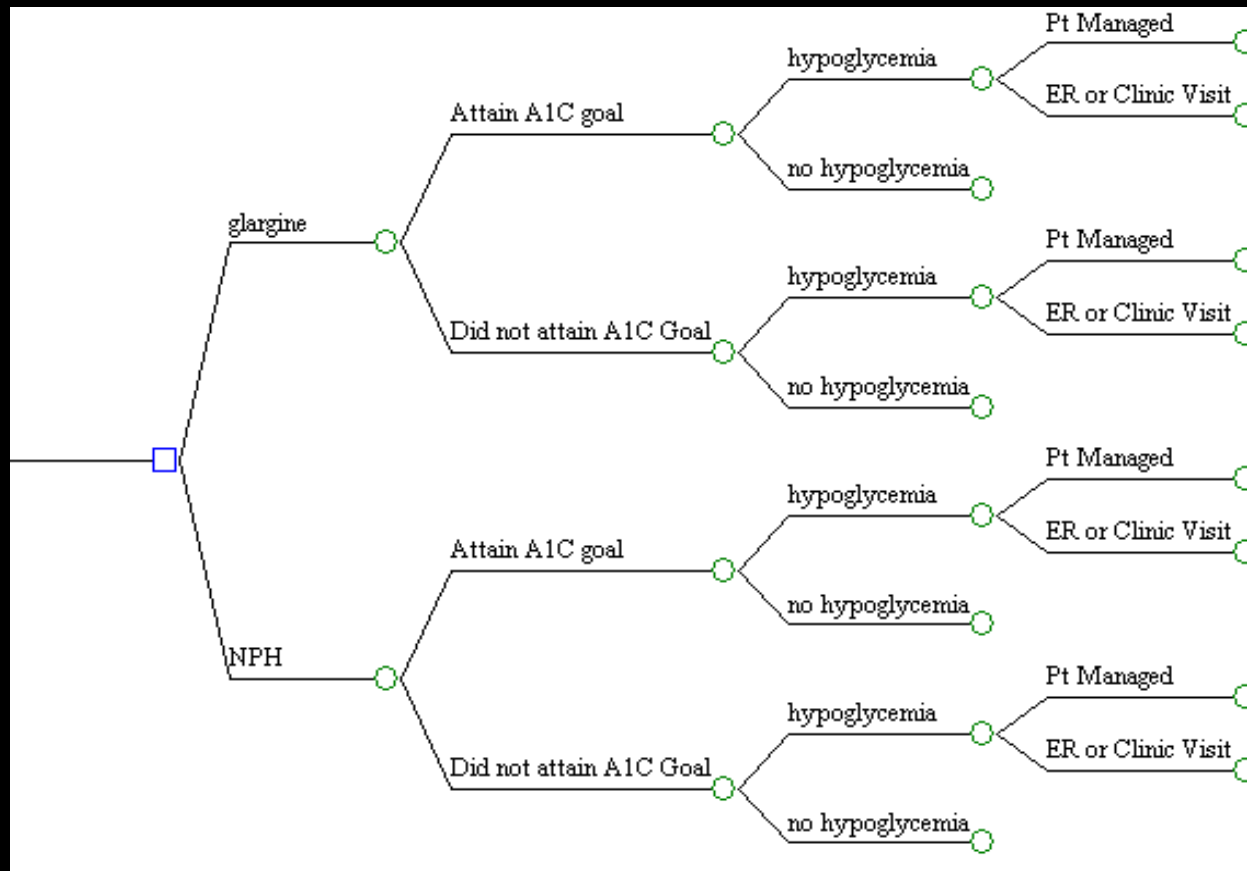 Pt Managed
hypoglycemia
ER or Clinic Visit
Attain A1C goal
no hypoglycemia
glargine
Pt Managed
hypoglycemia
ER or Clinic Visit
Did not attain A1C Goal
no hypoglycemia
Pt Managed
hypoglycemia
ER or Clinic Visit
Attain A1C goal
no hypoglycemia
NPH
Pt Managed
hypoglycemia
ER or Clinic Visit
Did not attain A1C Goal
no hypoglycemia